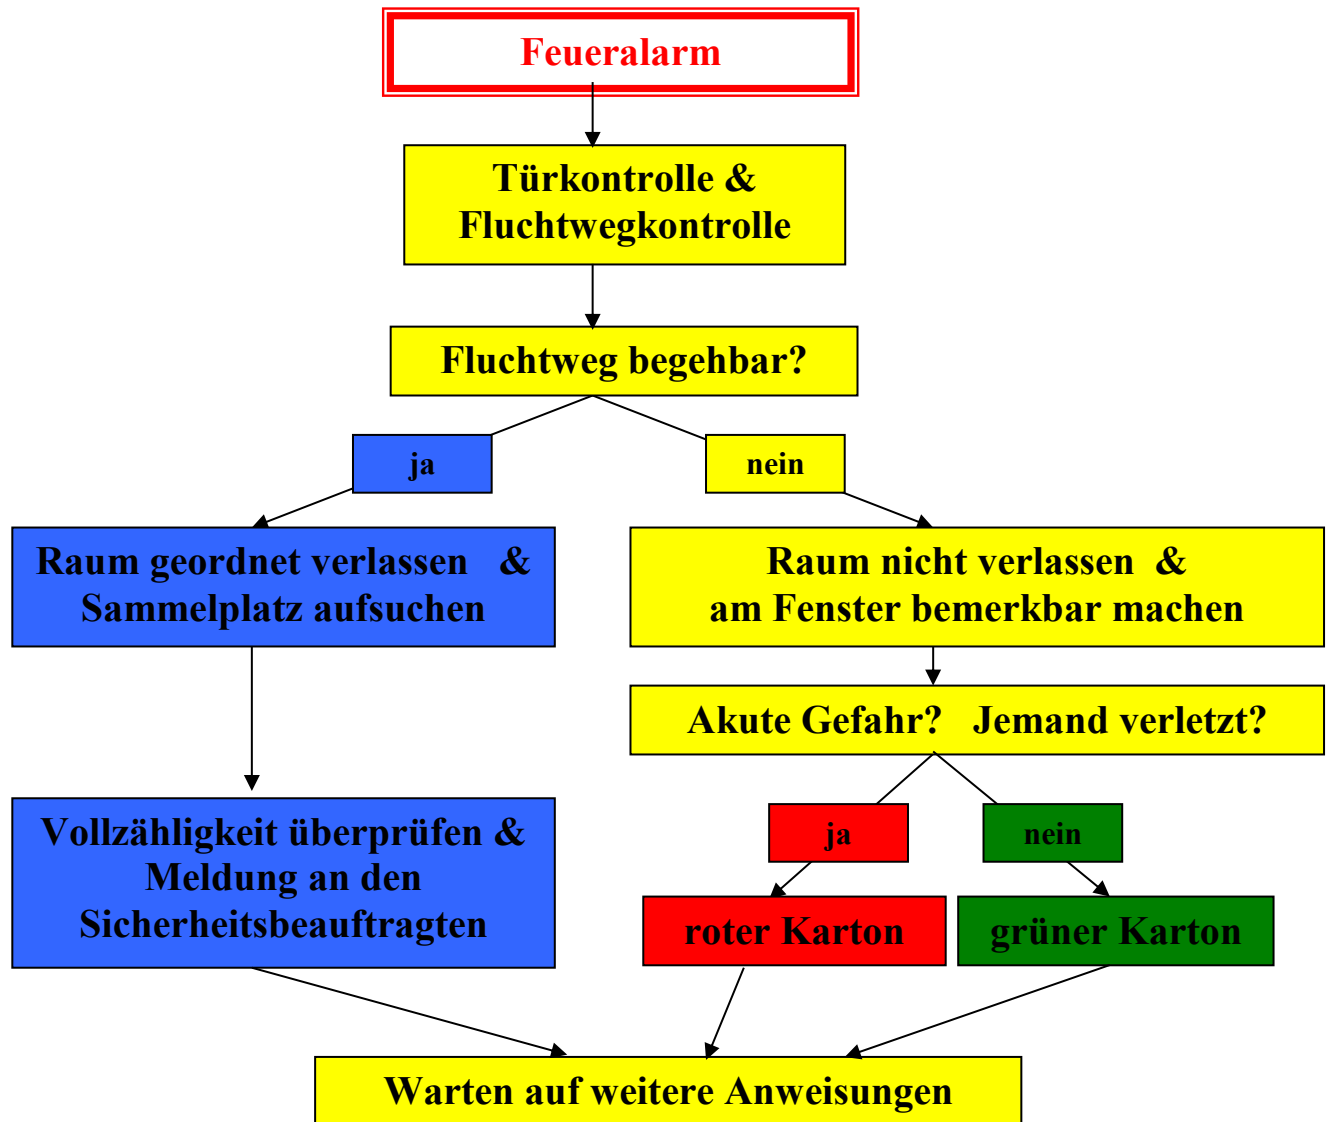 Feueralarm
Türkontrolle &
Fluchtwegkontrolle
Fluchtweg begehbar?
ja
nein
Raum geordnet verlassen &
Sammelplatz aufsuchen
Raum nicht verlassen &
am Fenster bemerkbar machen
Akute Gefahr? Jemand verletzt?
Vollzähligkeit überprüfen &
Meldung an den
Sicherheitsbeauftragten
ja
nein
roter Karton
grüner Karton
Warten auf weitere Anweisungen